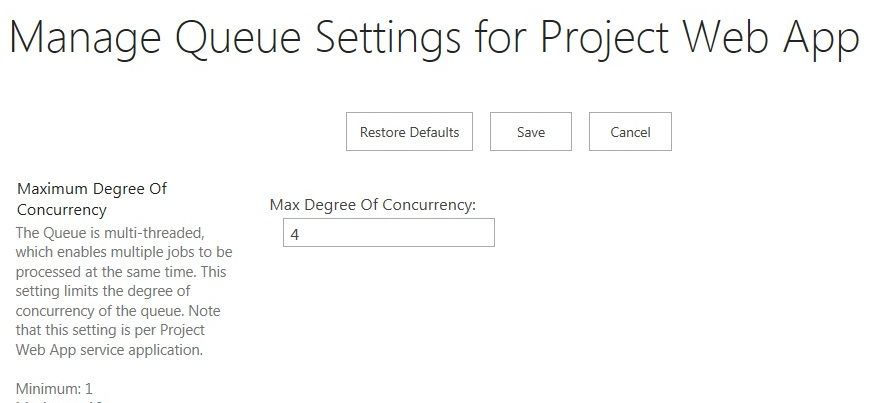 Manage Queue Settings for Project Web App
Restore Defaults Save Cancel
Maximum Degree Of
Concurrency
Max Degree Of Concurrency:
4
The Queue is multi-threaded,
which enables multiple jobs to be
processed at the same time. This
setting limits the degree of
concurrency of the queue. Note
that this setting is per Project
Web App service application.
Minimum: 1